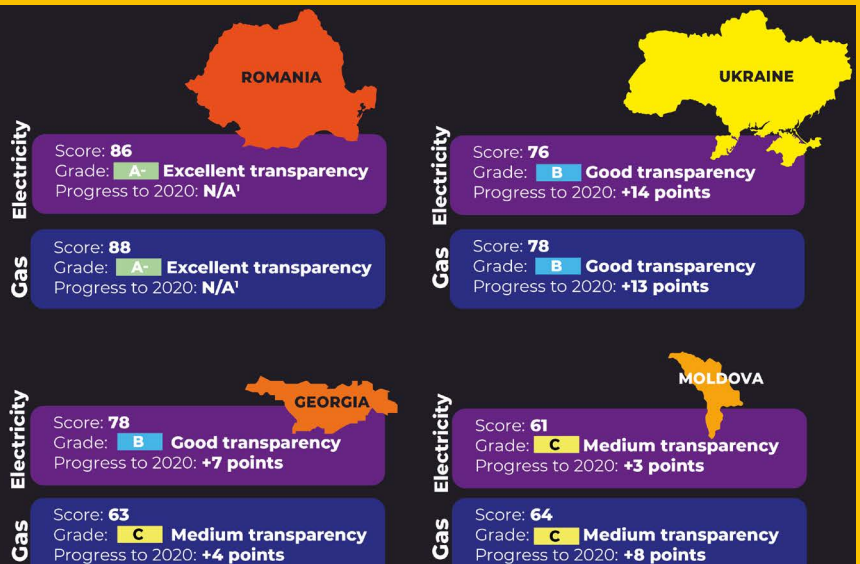 ROMANIA
Electricity
Score: 86
Grade: A- Excellent transparency
Progress to 2020: N/A¹
Gas
Score: 88
Grade: A- Excellent transparency
Progress to 2020: N/A¹
UKRAINE
Electricity
Score: 76
Grade: B Good transparency
Progress to 2020: +14 points
Gas
Score: 78
Grade: B Good transparency
Progress to 2020: +13 points
GEORGIA
Electricity
Score: 78
Grade: B Good transparency
Progress to 2020: +7 points
Gas
Score: 63
Grade: C Medium transparency
Progress to 2020: +4 points
MOLDOVA
Electricity
Score: 61
Grade: C Medium transparency
Progress to 2020: +3 points
Gas
Score: 64
Grade: C Medium transparency
Progress to 2020: +8 points